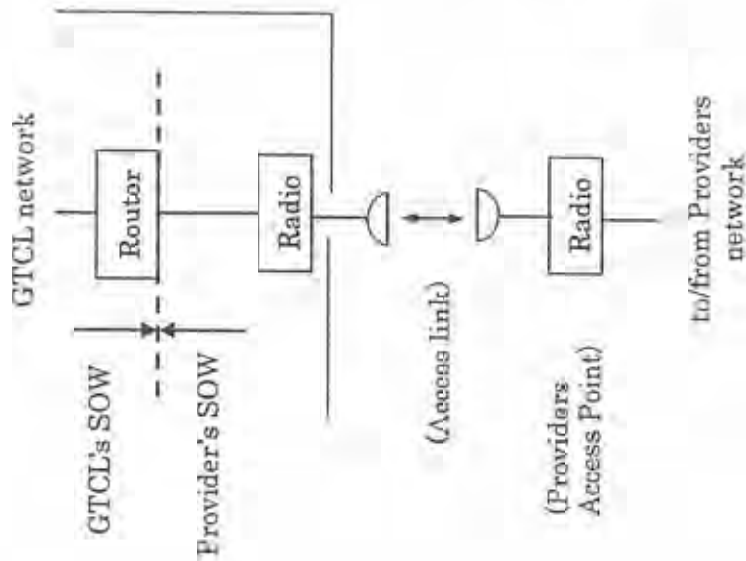 GTCL network
Router
GTCL's SOW
Provider's SOW
Radio
(Access link)
Radio
(Providers
Access Point)
to/from Providers
network